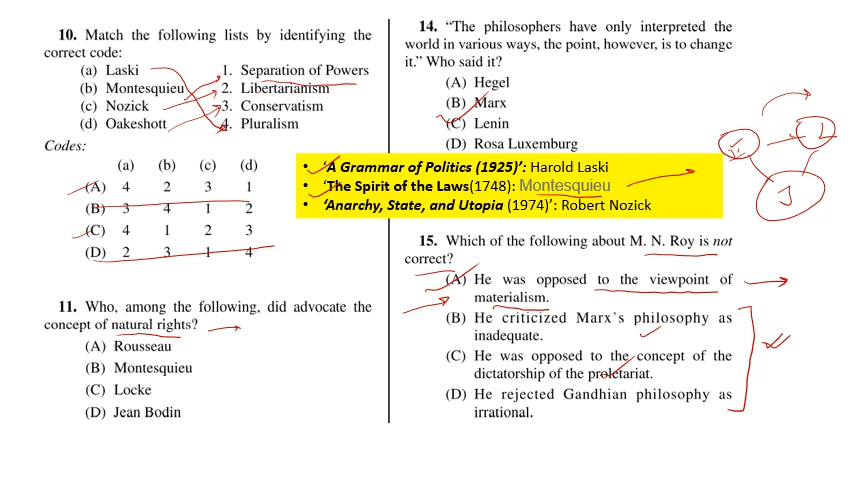 10. Match the following lists by identifying the
correct code:
(a) Laski 1. Separation of Powers
(b) Montesquieu 2. Libertarianism
(c) Nozick 3. Conservatism
(d) Oakeshott 4. Pluralism
Codes:
(a) (b) (c) (d)
(A) 4 2 3 1
(B) 3 4 1 2
(C) 4 1 2 3
(D) 2 3 1 4
11. Who, among the following, did advocate the
concept of natural rights?
(A) Rousseau
(B) Montesquieu
(C) Locke
(D) Jean Bodin
14. “The philosophers have only interpreted the
world in various ways, the point, however, is to change
it.” Who said it?
(A) Hegel
(B) Marx
(C) Lenin
(D) Rosa Luxemburg
• ‘A Grammar of Politics (1925)’: Harold Laski
• ‘The Spirit of the Laws(1748): Montesquieu
• ‘Anarchy, State, and Utopia (1974)’: Robert Nozick
15. Which of the following about M. N. Roy is not
correct?
(A) He was opposed to the viewpoint of
materialism.
(B) He criticized Marx’s philosophy as
inadequate.
(C) He was opposed to the concept of the
dictatorship of the proletariat.
(D) He rejected Gandhian philosophy as
irrational.